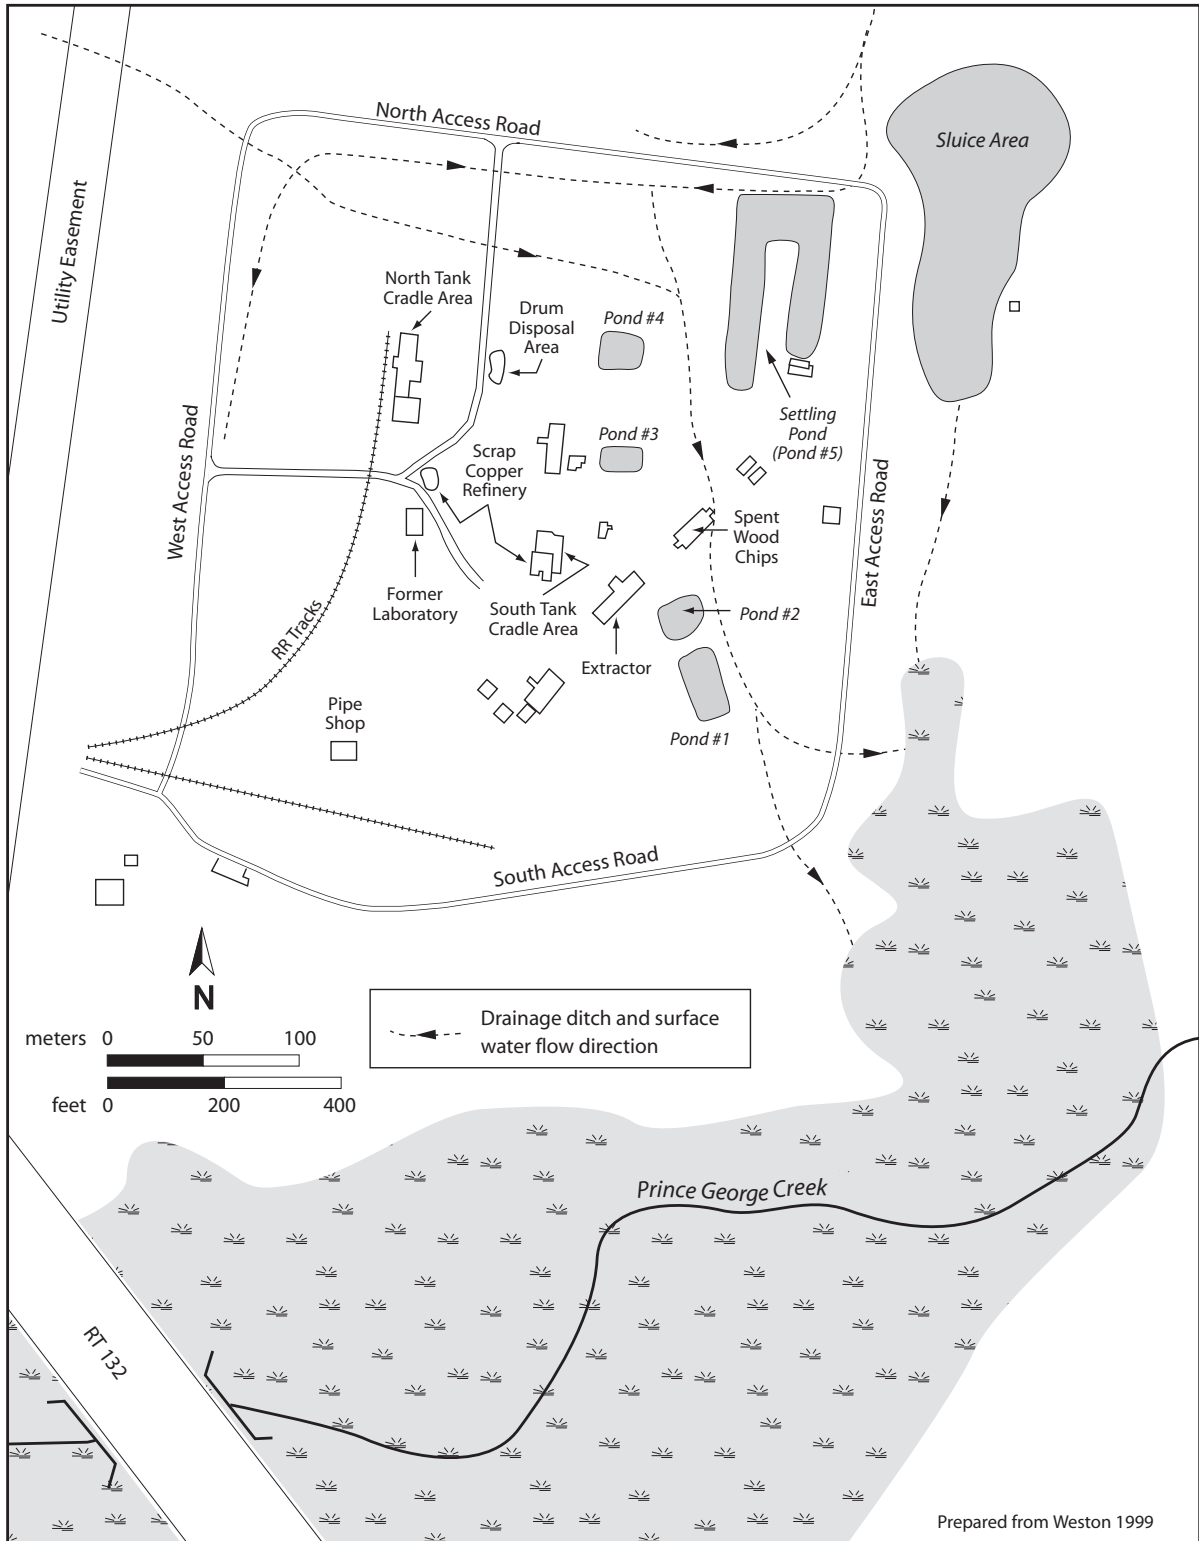 North Access Road
Sluice Area
Utility Easement
North Tank
Cradle Area
Drum
Disposal
Area
Pond #4
Settling
Pond
(Pond #5)
West Access Road
Scrap
Copper
Refinery
Pond #3
East Access Road
Spent
Wood
Chips
Former
Laboratory
South Tank
Cradle Area
Pond #2
RR Tracks
Extractor
Pipe
Shop
Pond #1
South Access Road
N
meters 0 50 100
feet 0 200 400
Drainage ditch and surface
water flow direction
Prince George Creek
RT 132
Prepared from Weston 1999